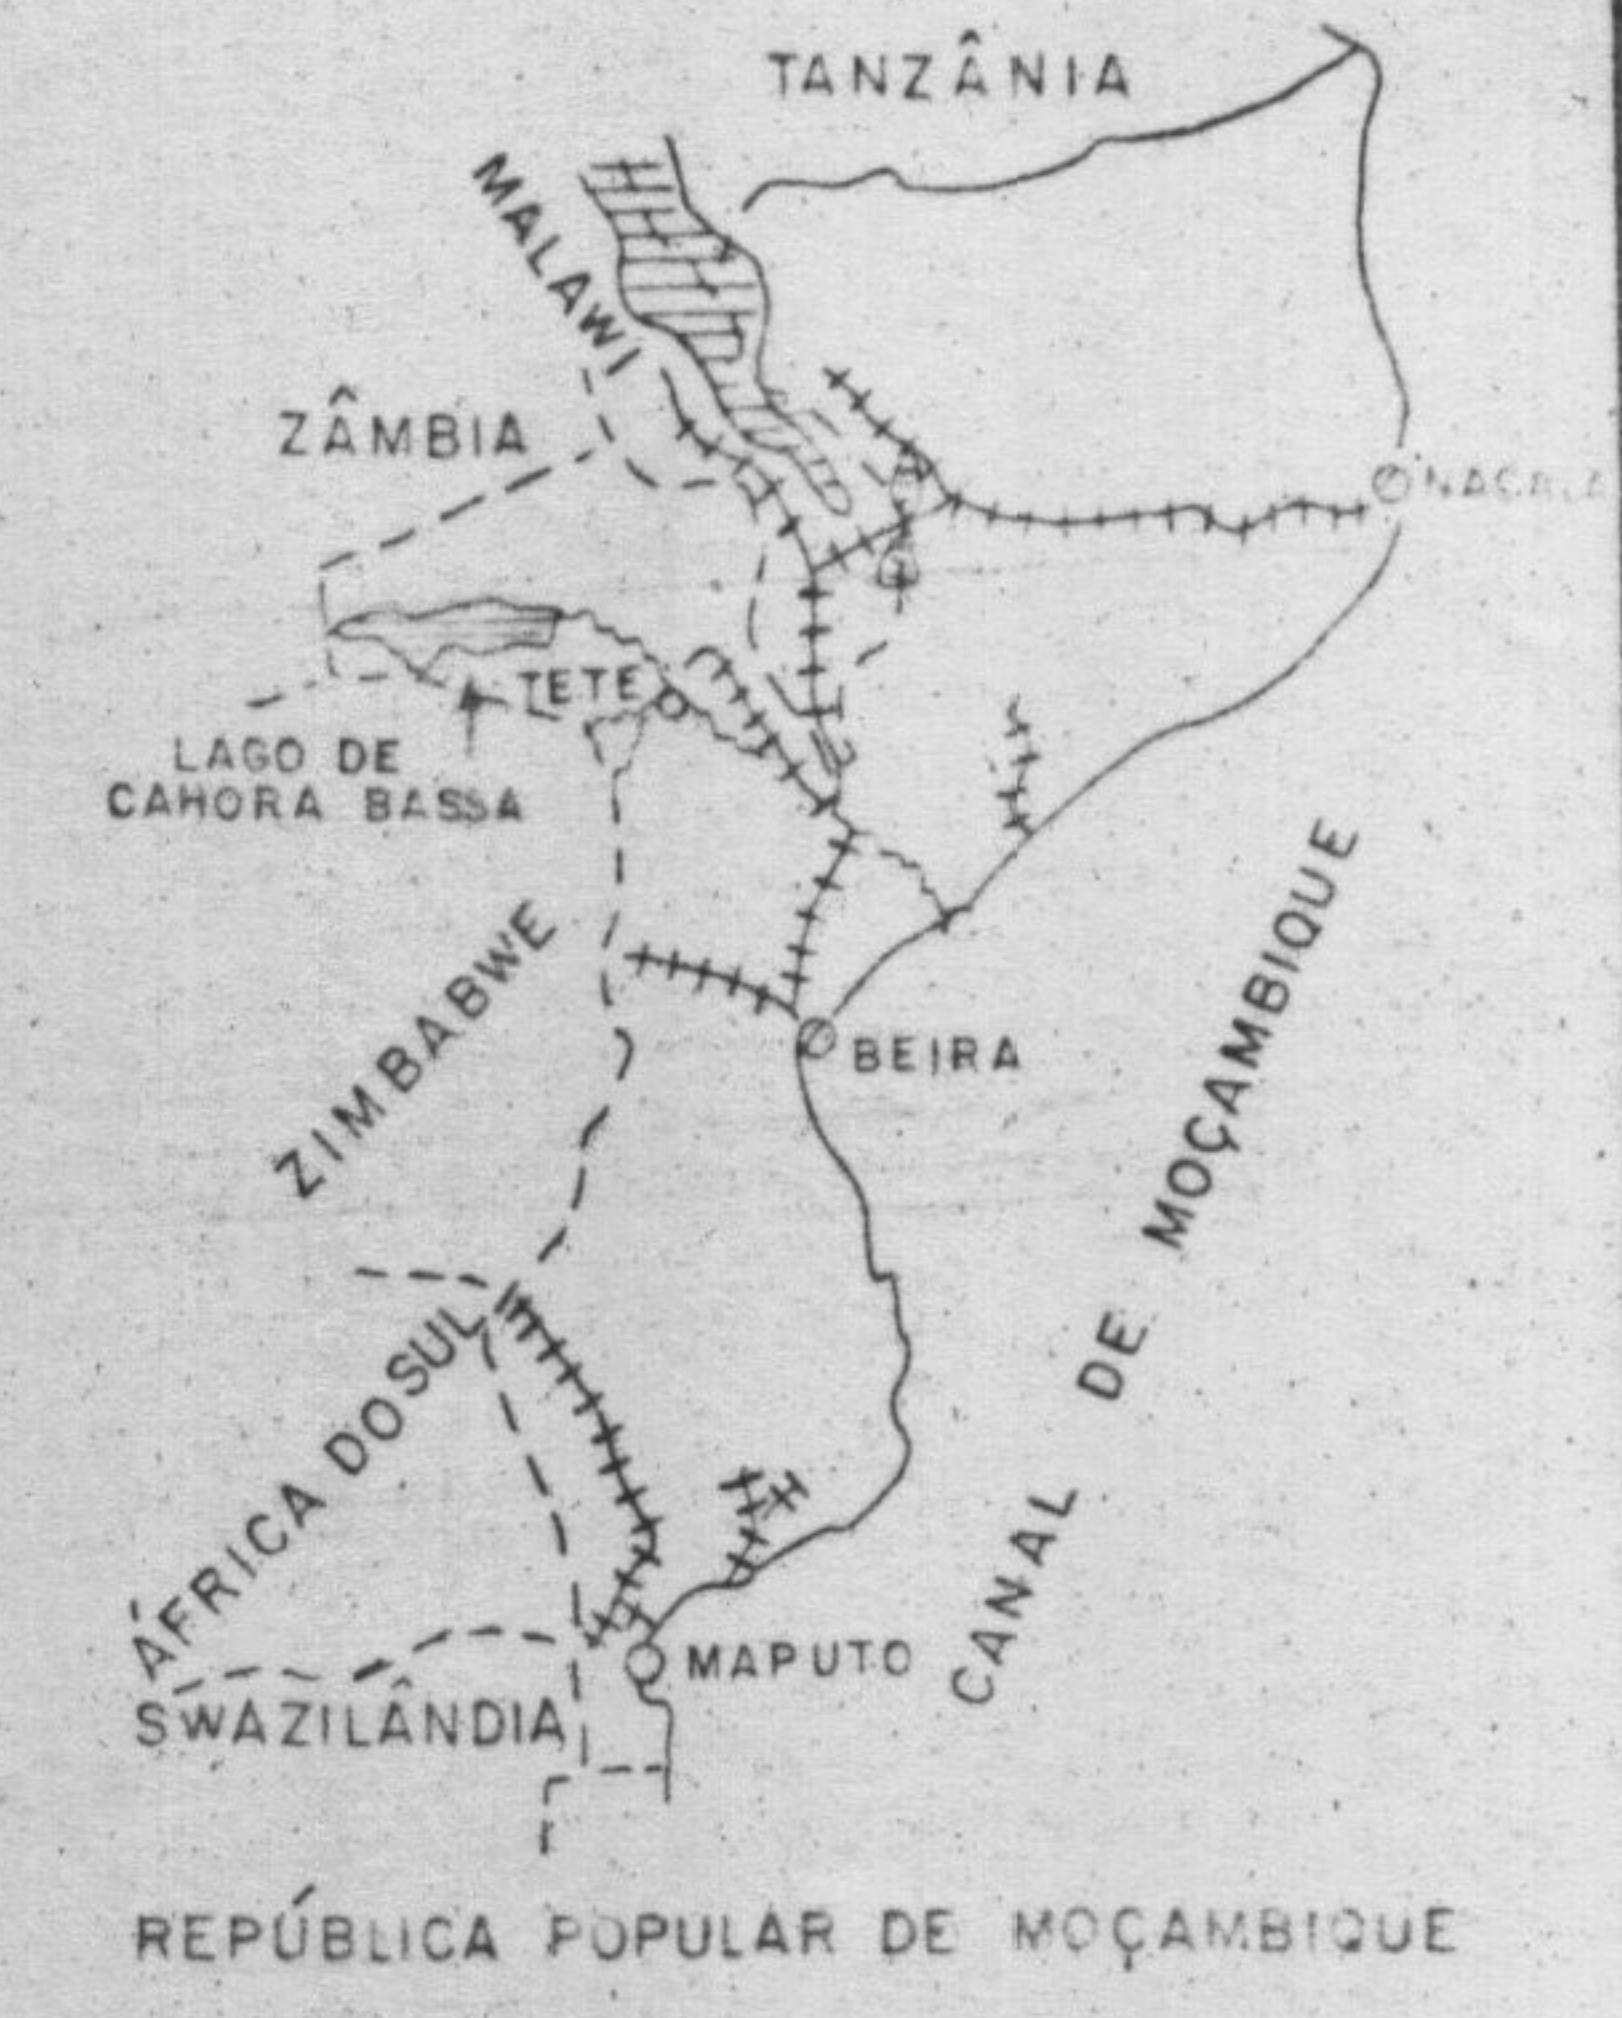 TANZÂNIA
MALAWI
ZÂMBIA
NACALA
TETE
LAGO DE
CAHORA BASSA
ZIMBABWE
BEIRA
CANAL DE MOÇAMBIQUE
ÁFRICA DO SUL
MAPUTO
SWAZILÂNDIA
REPÚBLICA POPULAR DE MOÇAMBIQUE